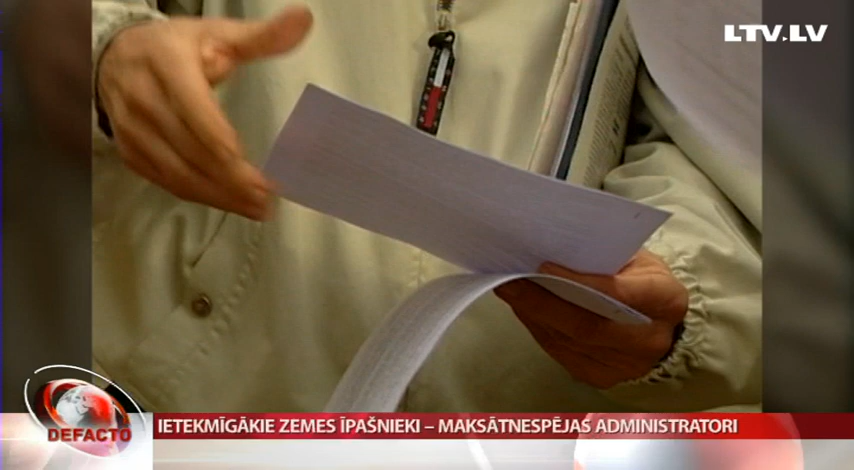 LTV.LV
DEFACTO
IETEKMĪGĀKIE ZEMES ĪPAŠNIEKI – MAKSĀTNESPĒJAS ADMINISTRATORI